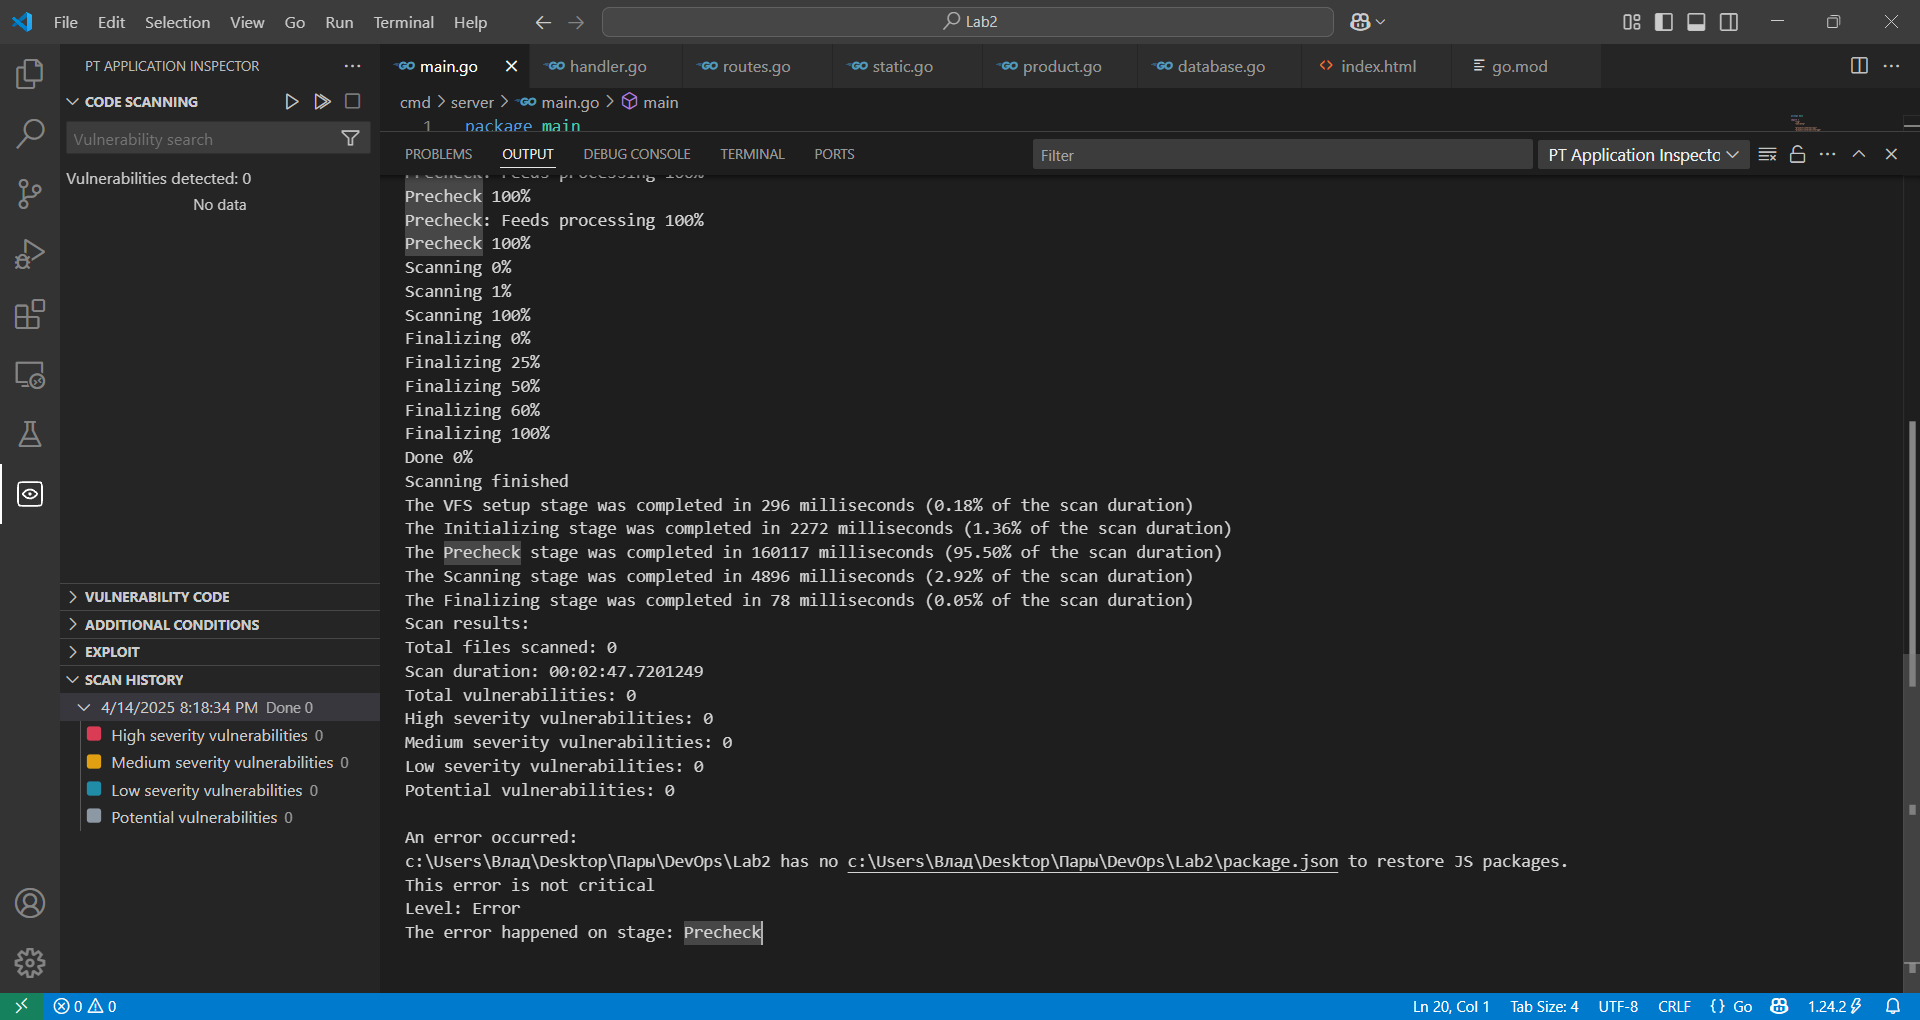 File Edit Selection View Go Run Terminal Help
Lab2
PT APPLICATION INSPECTOR
CODE SCANNING
Vulnerability search
Vulnerabilities detected: 0
No data
VULNERABILITY CODE
ADDITIONAL CONDITIONS
EXPLOIT
SCAN HISTORY
4/14/2025 8:18:34 PM Done 0
High severity vulnerabilities 0
Medium severity vulnerabilities 0
Low severity vulnerabilities 0
Potential vulnerabilities 0
main.go handler.go routes.go static.go product.go database.go index.html go.mod
cmd > server > main.go > main
1 package main
PROBLEMS OUTPUT DEBUG CONSOLE TERMINAL PORTS
Filter
PT Application Inspecto
Precheck: Feeds processing 100%
Precheck 100%
Precheck: Feeds processing 100%
Precheck 100%
Scanning 0%
Scanning 1%
Scanning 100%
Finalizing 0%
Finalizing 25%
Finalizing 50%
Finalizing 60%
Finalizing 100%
Done 0%
Scanning finished
The VFS setup stage was completed in 296 milliseconds (0.18% of the scan duration)
The Initializing stage was completed in 2272 milliseconds (1.36% of the scan duration)
The Precheck stage was completed in 160117 milliseconds (95.50% of the scan duration)
The Scanning stage was completed in 4896 milliseconds (2.92% of the scan duration)
The Finalizing stage was completed in 78 milliseconds (0.05% of the scan duration)
Scan results:
Total files scanned: 0
Scan duration: 00:02:47.7201249
Total vulnerabilities: 0
High severity vulnerabilities: 0
Medium severity vulnerabilities: 0
Low severity vulnerabilities: 0
Potential vulnerabilities: 0
An error occurred:
c:\Users\Влад\Desktop\Пары\DevOps\Lab2 has no c:\Users\Влад\Desktop\Пары\DevOps\Lab2\package.json to restore JS packages.
This error is not critical
Level: Error
The error happened on stage: Precheck
0 0
Ln 20, Col 1 Tab Size: 4 UTF-8 CRLF {} Go 1.24.2